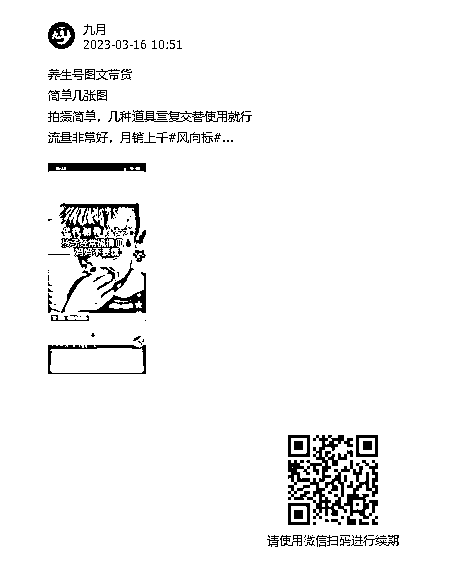 九月
2023-03-16 10:51
养生号图文带货
简单几张图
拍摄简单，几种道具重复交替使用就行
流量非常好，月销上千#风向标#...
请使用微信扫码进行续期